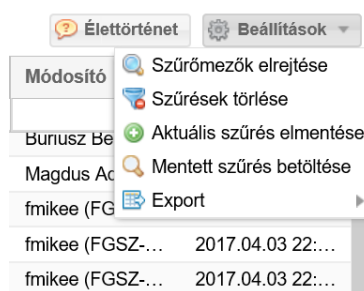 Élettörténet Beállítások
Módosító
Szűrőmezők elrejtése
Szűrések törlése
Aktuális szűrés elmentése
Mentett szűrés betöltése
Export
Buriusz Be
Magdus Ac
fmikee (FG
fmikee (FGSZ-... 2017.04.03 22:...
fmikee (FGSZ-... 2017.04.03 22:...